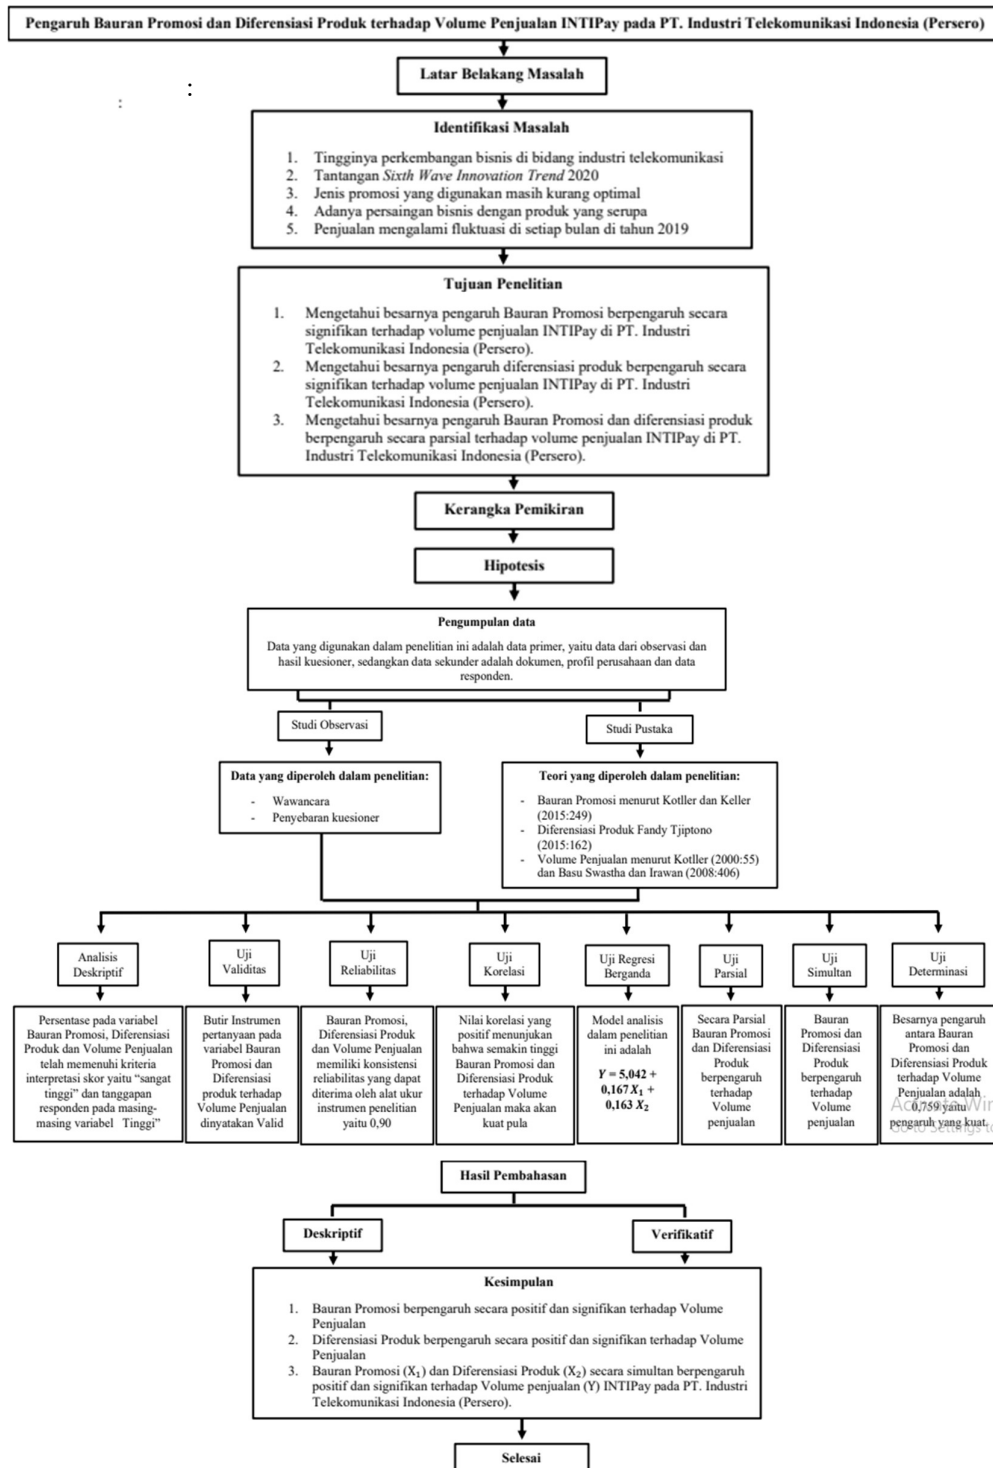 Pengaruh Bauran Promosi dan Diferensiasi Produk terhadap Volume Penjualan INTIPay pada PT. Industri Telekomunikasi Indonesia (Persero)
Latar Belakang Masalah
:
:
Identifikasi Masalah
1. Tingginya perkembangan bisnis di bidang industri telekomunikasi
2. Tantangan Sixth Wave Innovation Trend 2020
3. Jenis promosi yang digunakan masih kurang optimal
4. Adanya persaingan bisnis dengan produk yang serupa
5. Penjualan mengalami fluktuasi di setiap bulan di tahun 2019
Tujuan Penelitian
1. Mengetahui besarnya pengaruh Bauran Promosi berpengaruh secara
signifikan terhadap volume penjualan INTIPay di PT. Industri
Telekomunikasi Indonesia (Persero).
2. Mengetahui besarnya pengaruh diferensiasi produk berpengaruh secara
signifikan terhadap volume penjualan INTIPay di PT. Industri
Telekomunikasi Indonesia (Persero).
3. Mengetahui besarnya pengaruh Bauran Promosi dan diferensiasi produk
berpengaruh secara parsial terhadap volume penjualan INTIPay di PT.
Industri Telekomunikasi Indonesia (Persero).
Kerangka Pemikiran
Hipotesis
Pengumpulan data
Data yang digunakan dalam penelitian ini adalah data primer, yaitu data dari observasi dan
hasil kuesioner, sedangkan data sekunder adalah dokumen, profil perusahaan dan data
responden.
Studi Observasi
Studi Pustaka
Data yang diperoleh dalam penelitian:
- Wawancara
- Penyebaran kuesioner
Teori yang diperoleh dalam penelitian:
- Bauran Promosi menurut Kotller dan Keller
(2015:249)
- Diferensiasi Produk Fandy Tjiptono
(2015:162)
- Volume Penjualan menurut Kotller (2000:55)
dan Basu Swastha dan Irawan (2008:406)
Analisis
Deskriptif
Uji
Validitas
Uji
Reliabilitas
Uji
Korelasi
Uji Regresi
Berganda
Uji
Parsial
Uji
Simultan
Uji
Determinasi
Persentase pada variabel
Bauran Promosi, Diferensiasi
Produk dan Volume Penjualan
telah memenuhi kriteria
interpretasi skor yaitu “sangat
tinggi” dan tanggapan
responden pada masing-
masing variabel Tinggi”
Butir Instrumen
pertanyaan pada
variabel Bauran
Promosi dan
Diferensiasi
produk terhadap
Volume Penjualan
dinyatakan Valid
Bauran Promosi,
Diferensiasi Produk
dan Volume Penjualan
memiliki konsistensi
reliabilitas yang dapat
diterima oleh alat ukur
instrumen penelitian
yaitu 0,90
Nilai korelasi yang
positif menunjukan
bahwa semakin tinggi
Bauran Promosi dan
Diferensiasi Produk
terhadap Volume
Penjualan maka akan
kuat pula
Model analisis
dalam penelitian
ini adalah
Y = 5,042 +
0,167 X₁ +
0,163 X₂
Secara Parsial
Bauran Promosi
dan Diferensiasi
Produk
berpengaruh
terhadap
Volume
penjualan
Bauran
Promosi dan
Diferensiasi
Produk
berpengaruh
terhadap
Volume
penjualan
Besarnya pengaruh
antara Bauran
Promosi dan
Diferensiasi Produk
terhadap Volume
Penjualan adalah
0,759 yaitu
pengaruh yang kuat.
Hasil Pembahasan
Deskriptif
Verifikatif
Kesimpulan
1. Bauran Promosi berpengaruh secara positif dan signifikan terhadap Volume
Penjualan
2. Diferensiasi Produk berpengaruh secara positif dan signifikan terhadap Volume
Penjualan
3. Bauran Promosi (X₁) dan Diferensiasi Produk (X₂) secara simultan berpengaruh
positif dan signifikan terhadap Volume penjualan (Y) INTIPay pada PT. Industri
Telekomunikasi Indonesia (Persero).
Selesai